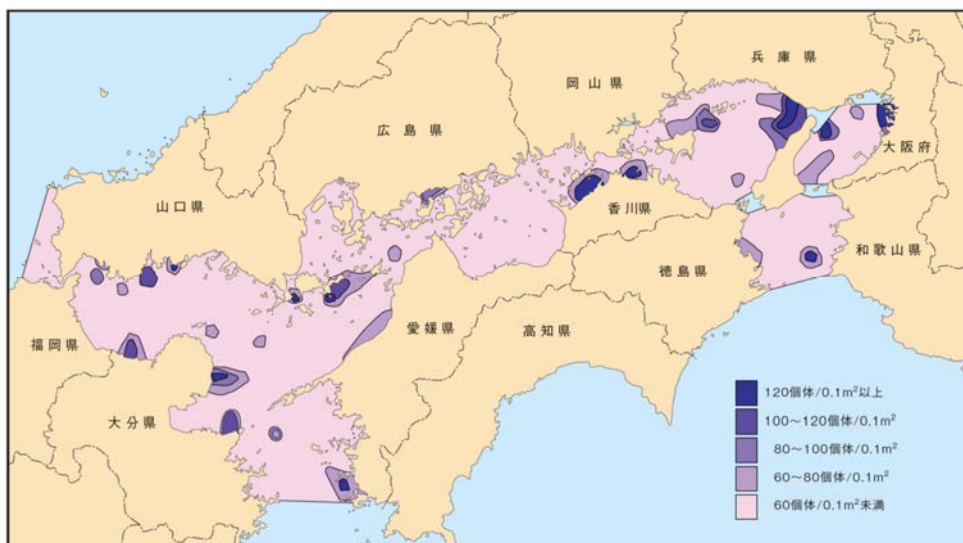 兵庫県
岡山県
広島県
大阪府
山口県
香川県
和歌山県
徳島県
愛媛県
高知県
福岡県
大分県
120個体/0.1m²以上
100～120個体/0.1m²
80～100個体/0.1m²
60～80個体/0.1m²
60個体/0.1m²未満